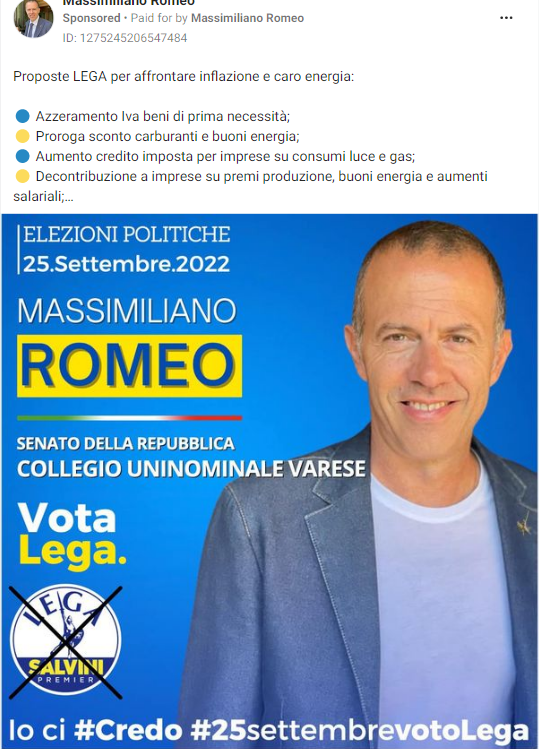 Massimiliano Romeo
Sponsored • Paid for by Massimiliano Romeo
ID: 1275245206547484
Proposte LEGA per affrontare inflazione e caro energia:
Azzeramento Iva beni di prima necessità;
Proroga sconto carburanti e buoni energia;
Aumento credito imposta per imprese su consumi luce e gas;
Decontribuzione a imprese su premi produzione, buoni energia e aumenti
salariali;...
ELEZIONI POLITICHE
25.Settembre.2022
MASSIMILIANO
ROMEO
SENATO DELLA REPUBBLICA
COLLEGIO UNINOMINALE VARESE
Vota
Lega.
LEGA
SALVINI
PREMIER
Io ci #Credo #25settembrevotoLega